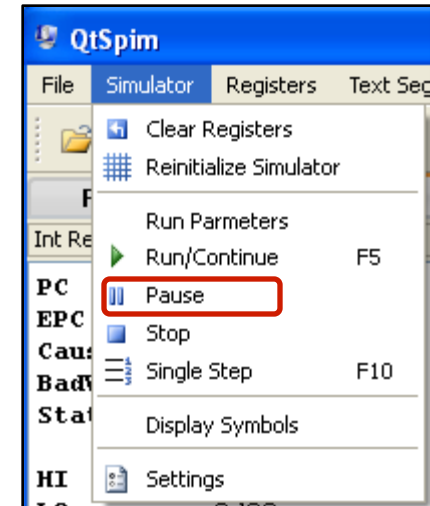 QtSpim
File Simulator Registers Text Seg
Clear Registers
Reinitialize Simulator
Int Re
Run Parmeters
Run/Continue F5
PC
Pause
EPC
Stop
Caus
Single Step F10
BadV
Stat
Display Symbols
HI
Settings